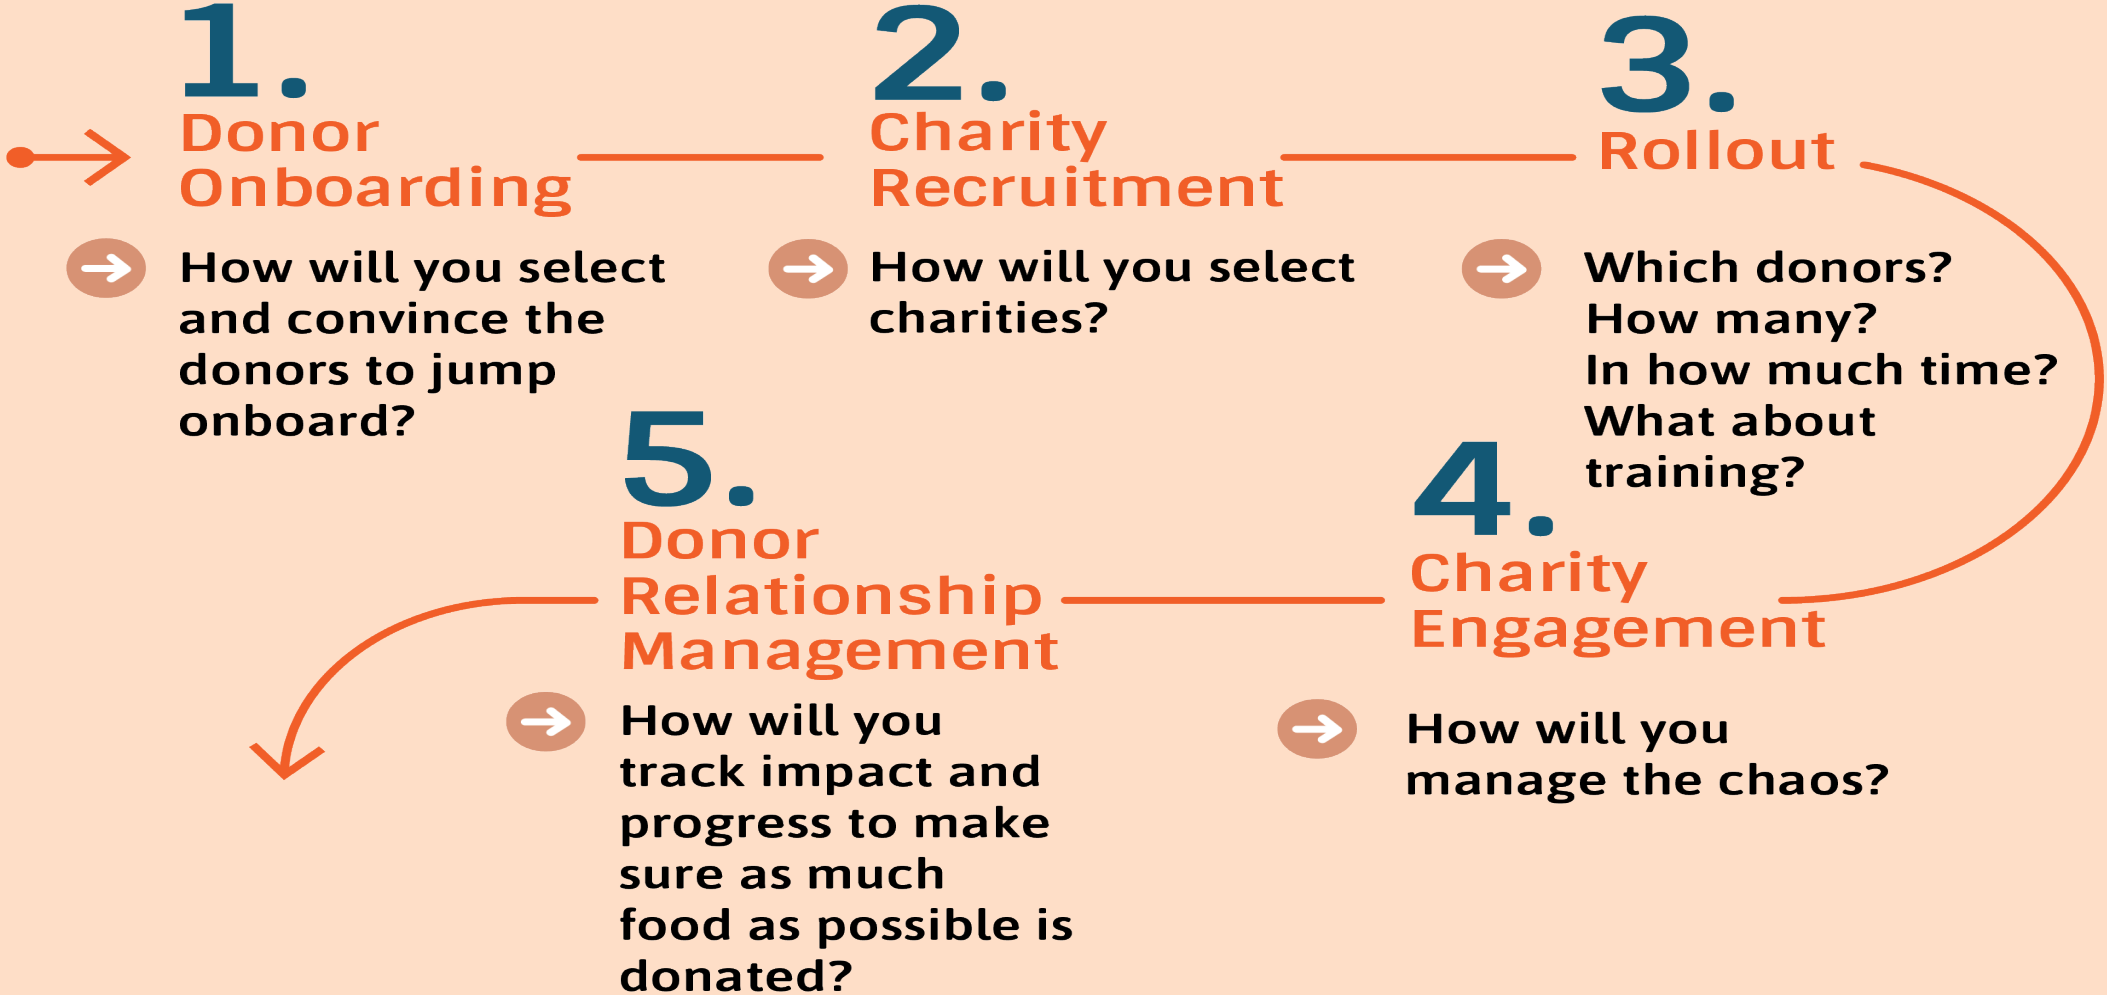 1.
Donor
Onboarding
How will you select
and convince the
donors to jump
onboard?
2.
Charity
Recruitment
How will you select
charities?
3.
Rollout
Which donors?
How many?
In how much time?
What about
training?
4.
Charity
Engagement
How will you
manage the chaos?
5.
Donor
Relationship
Management
How will you
track impact and
progress to make
sure as much
food as possible is
donated?